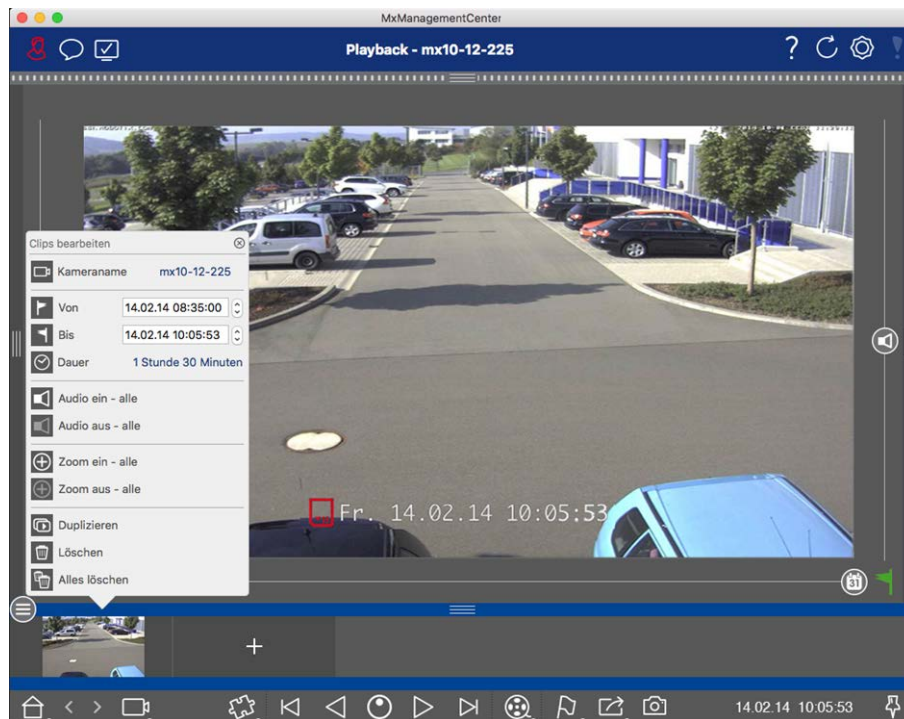 MxManagementCenter
Playback - mx10-12-225
Clips bearbeiten
Kameraname mx10-12-225
Von 14.02.14 08:35:00
Bis 14.02.14 10:05:53
Dauer 1 Stunde 30 Minuten
Audio ein - alle
Audio aus - alle
Zoom ein - alle
Zoom aus - alle
Duplizieren
Löschen
Alles löschen
Fr. 14.02.14 10:05:53
31
14.02.14 10:05:53